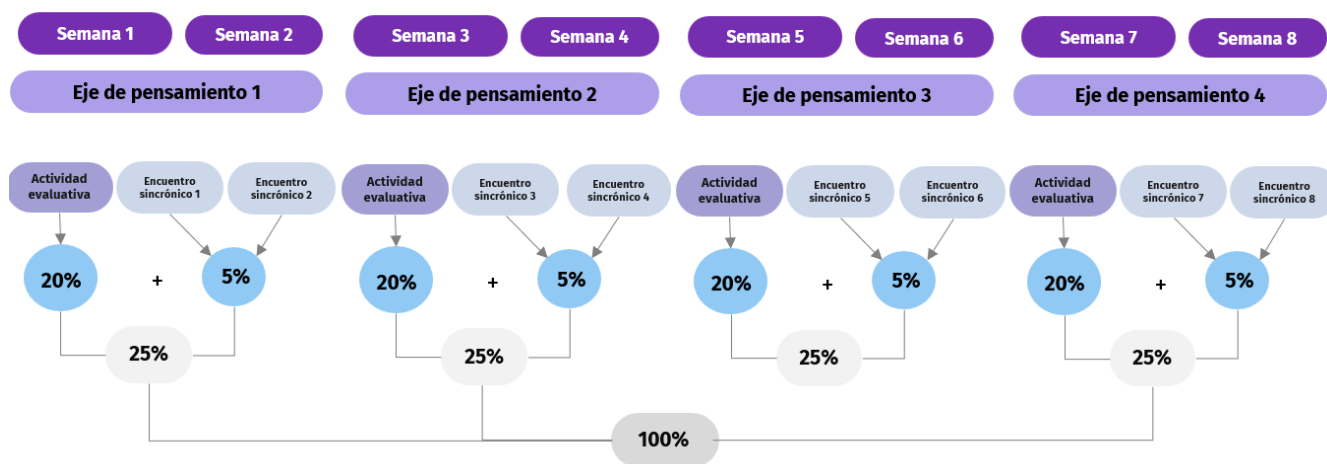 Semana 1
Semana 2
Semana 3
Semana 4
Semana 5
Semana 6
Semana 7
Semana 8
Eje de pensamiento 1
Eje de pensamiento 2
Eje de pensamiento 3
Eje de pensamiento 4
Actividad
evaluativa
Encuentro
sincrónico 1
Encuentro
sincrónico 2
Actividad
evaluativa
Encuentro
sincrónico 3
Encuentro
sincrónico 4
Actividad
evaluativa
Encuentro
sincrónico 5
Encuentro
sincrónico 6
Actividad
evaluativa
Encuentro
sincrónico 7
Encuentro
sincrónico 8
20%
+
5%
20%
+
5%
20%
+
5%
20%
+
5%
25%
25%
25%
25%
100%